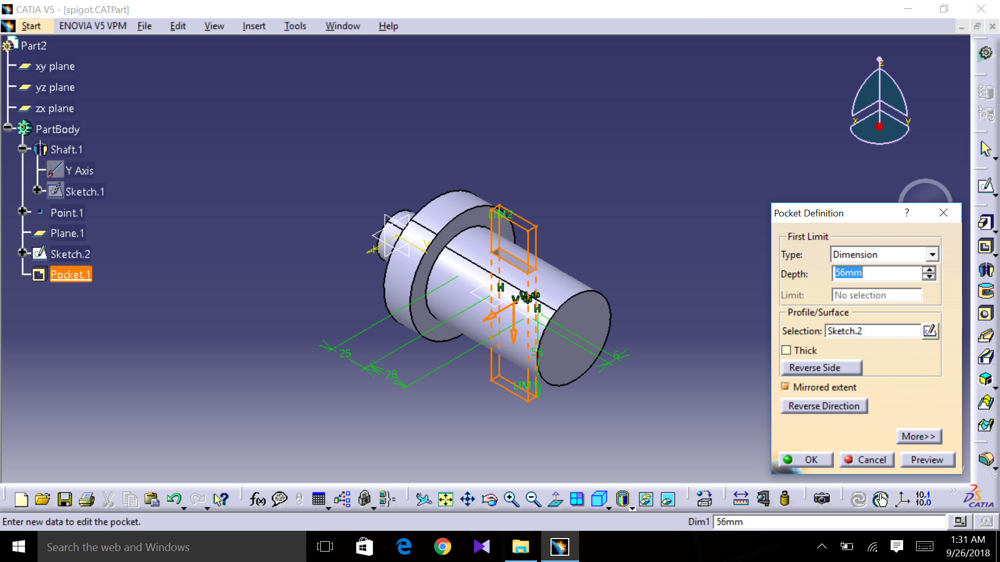 CATIA V5 - [spigot.CATPart]
Start ENOVIA V5 VPM File Edit View Insert Tools Window Help
Part2
xy plane
yz plane
zx plane
PartBody
Shaft.1
Y Axis
Sketch.1
Point.1
Plane.1
Sketch.2
Pocket.1
z
x y
LIM2
V
H
H
V
H
25
28
56
6
LIM1
Pocket Definition ?
First Limit
Type: Dimension
Depth: 56mm
Limit: No selection
Profile/Surface
Selection: Sketch.2
Thick
Reverse Side
Mirrored extent
Reverse Direction
More>>
OK Cancel Preview
f(x)
10,1
10,0
CATIA
Enter new data to edit the pocket.
Dim1 56mm
Search the web and Windows
1:31 AM
9/26/2018